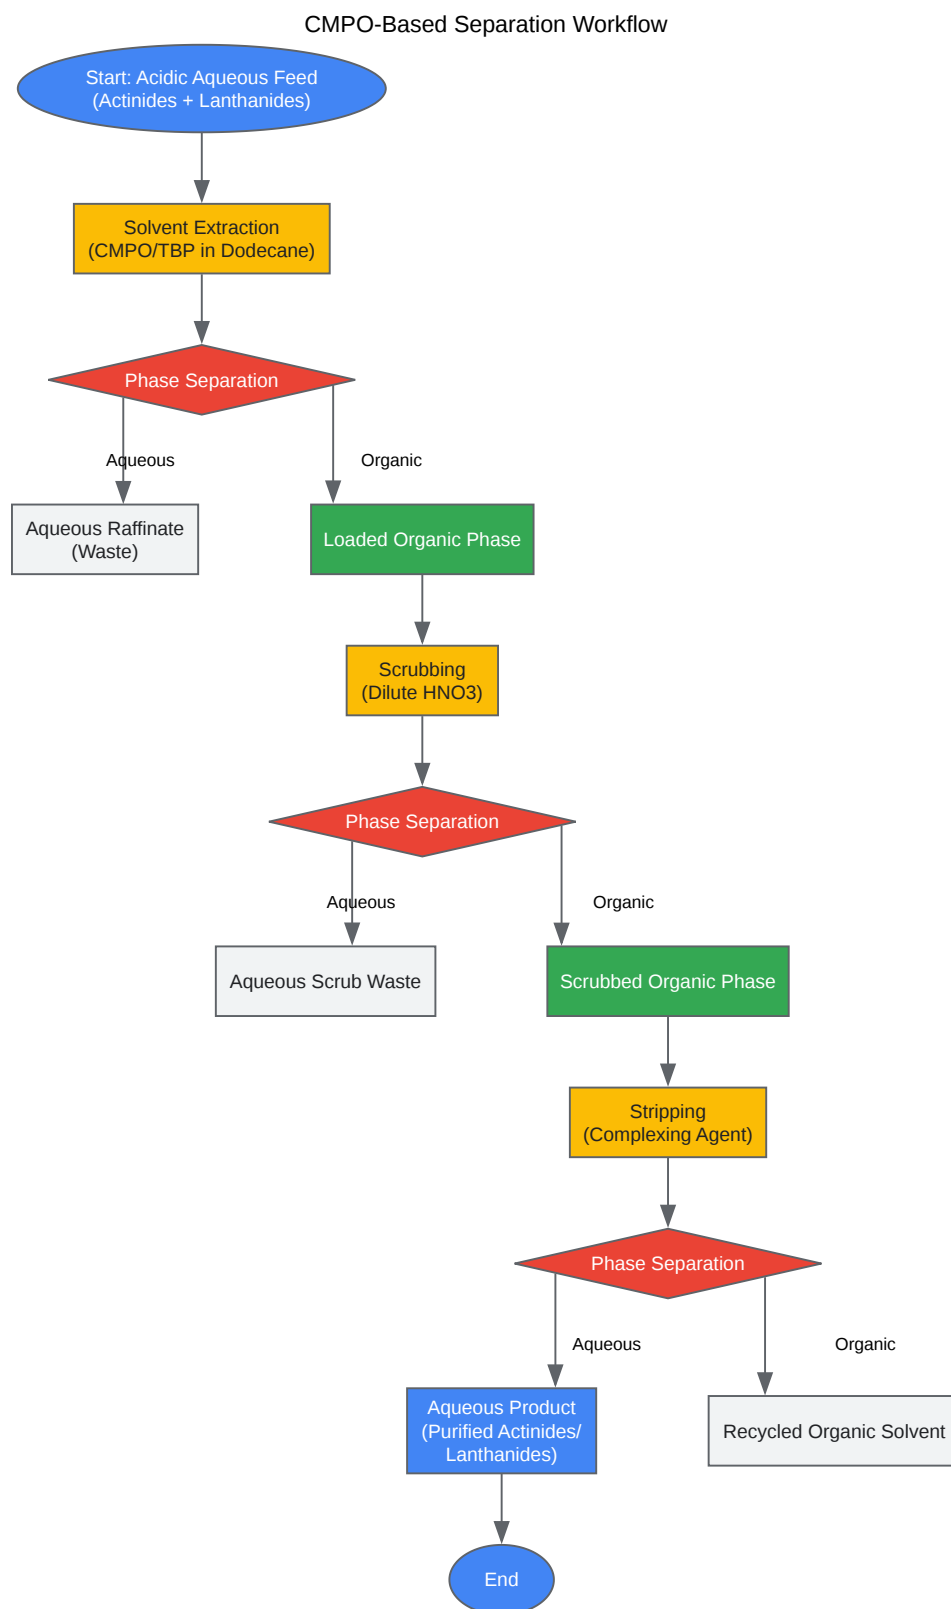 CMPO-Based Separation Workflow
Start: Acidic Aqueous Feed
(Actinides + Lanthanides)
Solvent Extraction
(CMPO/TBP in Dodecane)
Phase Separation
Aqueous
Organic
Aqueous Raffinate
(Waste)
Loaded Organic Phase
Scrubbing
(Dilute HNO3)
Phase Separation
Aqueous
Organic
Aqueous Scrub Waste
Scrubbed Organic Phase
Stripping
(Complexing Agent)
Phase Separation
Aqueous
Organic
Aqueous Product
(Purified Actinides/
Lanthanides)
Recycled Organic Solvent
End